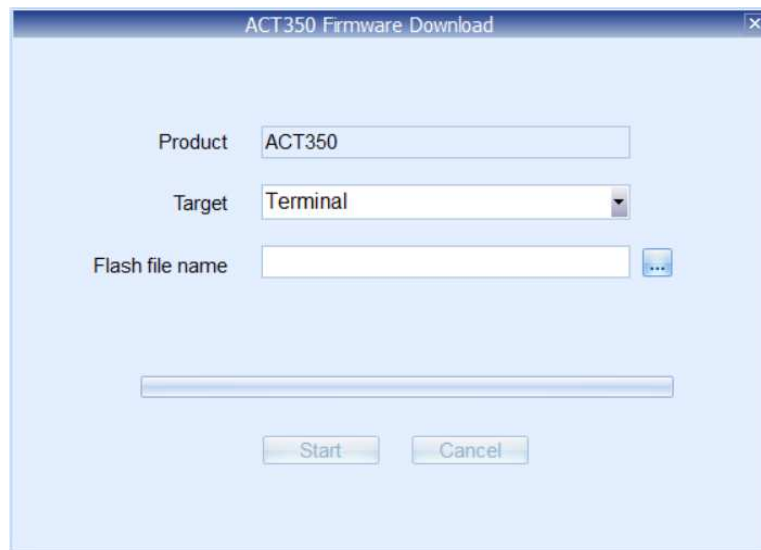 ACT350 Firmware Download
Product ACT350
Target Terminal
Flash file name ...
Start Cancel